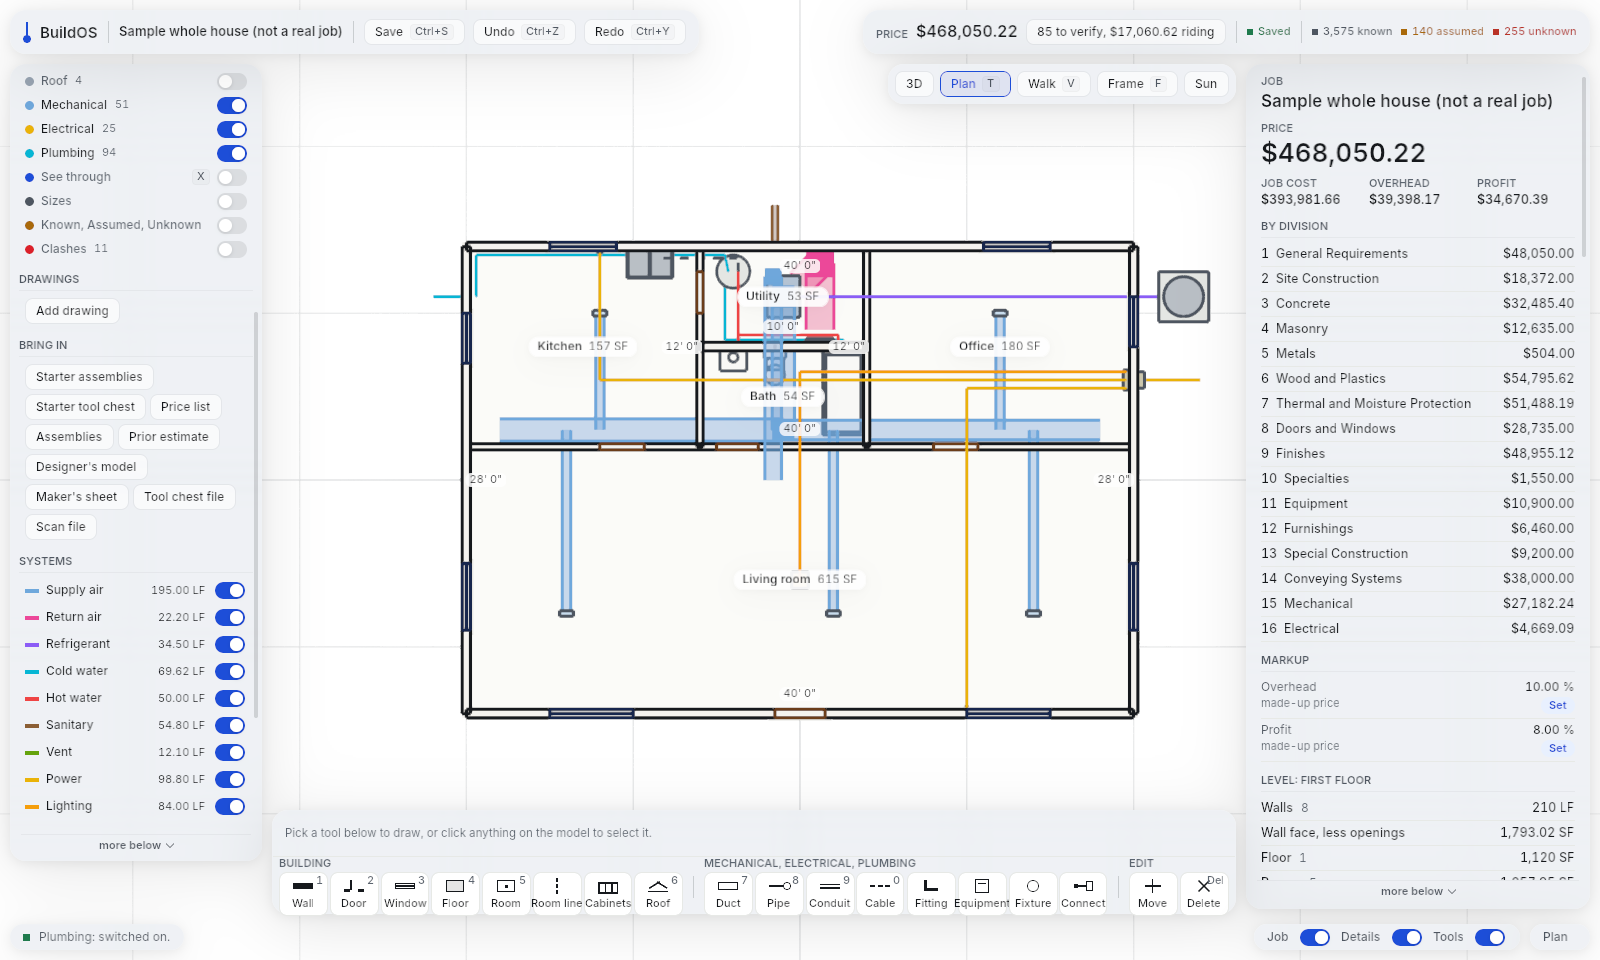 BuildOS
Sample whole house (not a real job)
Save Ctrl+S
Undo Ctrl+Z
Redo Ctrl+Y
PRICE $468,050.22
85 to verify, $17,060.62 riding
Saved
3,575 known
140 assumed
255 unknown
3D
Plan T
Walk V
Frame F
Sun
Roof 4
Mechanical 51
Electrical 25
Plumbing 94
See through X
Sizes
Known, Assumed, Unknown
Clashes 11
DRAWINGS
Add drawing
BRING IN
Starter assemblies
Starter tool chest
Price list
Assemblies
Prior estimate
Designer's model
Maker's sheet
Tool chest file
Scan file
SYSTEMS
Supply air 195.00 LF
Return air 22.20 LF
Refrigerant 34.50 LF
Cold water 69.62 LF
Hot water 50.00 LF
Sanitary 54.80 LF
Vent 12.10 LF
Power 98.80 LF
Lighting 84.00 LF
more below
Plumbing: switched on.
40' 0"
Utility 53 SF
10' 0"
Kitchen 157 SF
12' 0"
12' 0"
Office 180 SF
Bath 54 SF
40' 0"
28' 0"
28' 0"
Living room 615 SF
40' 0"
Pick a tool below to draw, or click anything on the model to select it.
BUILDING
Wall 1
Door 2
Window 3
Floor 4
Room 5
Room line
Cabinets
Roof 6
MECHANICAL, ELECTRICAL, PLUMBING
Duct 7
Pipe 8
Conduit 9
Cable 0
Fitting
Equipment
Fixture
Connect
EDIT
Move
Delete Del
JOB
Sample whole house (not a real job)
PRICE
$468,050.22
JOB COST OVERHEAD PROFIT
$393,981.66 $39,398.17 $34,670.39
BY DIVISION
1 General Requirements $48,050.00
2 Site Construction $18,372.00
3 Concrete $32,485.40
4 Masonry $12,635.00
5 Metals $504.00
6 Wood and Plastics $54,795.62
7 Thermal and Moisture Protection $51,488.19
8 Doors and Windows $28,735.00
9 Finishes $48,955.12
10 Specialties $1,550.00
11 Equipment $10,900.00
12 Furnishings $6,460.00
13 Special Construction $9,200.00
14 Conveying Systems $38,000.00
15 Mechanical $27,182.24
16 Electrical $4,669.09
MARKUP
Overhead 10.00 %
made-up price Set
Profit 8.00 %
made-up price Set
LEVEL: FIRST FLOOR
Walls 8 210 LF
Wall face, less openings 1,793.02 SF
Floor 1 1,120 SF
more below
Job
Details
Tools
Plan